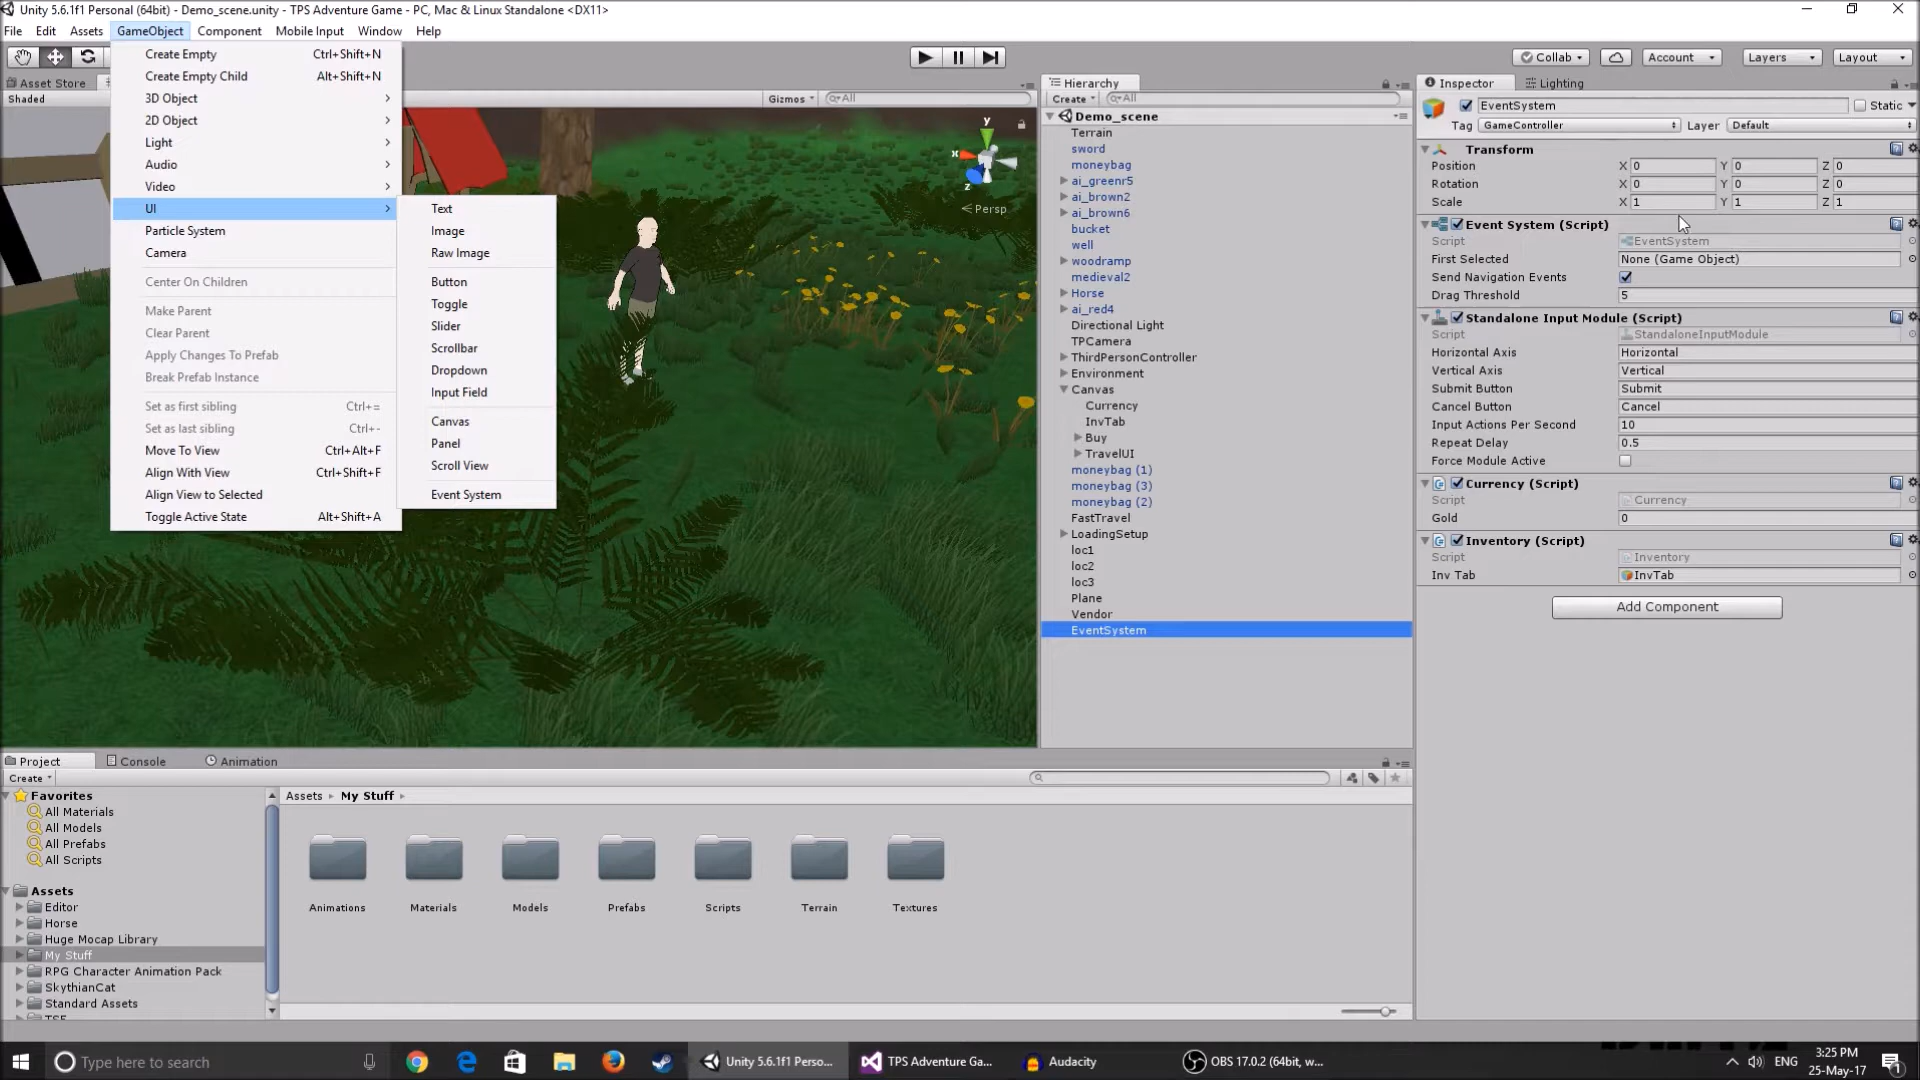 Unity 5.6.1f1 Personal (64bit) - Demo_scene.unity - TPS Adventure Game - PC, Mac & Linux Standalone <DX11>
File Edit Assets GameObject Component Mobile Input Window Help
Collab Account Layers Layout
Asset Store
Shaded
Gizmos All
Create Empty Ctrl+Shift+N
Create Empty Child Alt+Shift+N
3D Object
2D Object
Light
Audio
Video
UI
Particle System
Camera
Center On Children
Make Parent
Clear Parent
Apply Changes To Prefab
Break Prefab Instance
Set as first sibling Ctrl+=
Set as last sibling Ctrl+-
Move To View Ctrl+Alt+F
Align With View Ctrl+Shift+F
Align View to Selected
Toggle Active State Alt+Shift+A
Text
Image
Raw Image
Button
Toggle
Slider
Scrollbar
Dropdown
Input Field
Canvas
Panel
Scroll View
Event System
y
x
z
Persp
Hierarchy
Create All
Demo_scene
Terrain
sword
moneybag
ai_greenr5
ai_brown2
ai_brown6
bucket
well
woodramp
medieval2
Horse
ai_red4
Directional Light
TPCamera
ThirdPersonController
Environment
Canvas
Currency
InvTab
Buy
TravelUI
moneybag (1)
moneybag (3)
moneybag (2)
FastTravel
LoadingSetup
loc1
loc2
loc3
Plane
Vendor
EventSystem
Inspector Lighting
EventSystem Static
Tag GameController Layer Default
Transform
Position X 0 Y 0 Z 0
Rotation X 0 Y 0 Z 0
Scale X 1 Y 1 Z 1
Event System (Script)
Script EventSystem
First Selected None (Game Object)
Send Navigation Events
Drag Threshold 5
Standalone Input Module (Script)
Script StandaloneInputModule
Horizontal Axis Horizontal
Vertical Axis Vertical
Submit Button Submit
Cancel Button Cancel
Input Actions Per Second 10
Repeat Delay 0.5
Force Module Active
Currency (Script)
Script Currency
Gold 0
Inventory (Script)
Script Inventory
Inv Tab InvTab
Add Component
Project Console Animation
Create
Favorites
All Materials
All Models
All Prefabs
All Scripts
Assets
Editor
Horse
Huge Mocap Library
My Stuff
RPG Character Animation Pack
SkythianCat
Standard Assets
Assets My Stuff
Animations Materials Models Prefabs Scripts Terrain Textures
Type here to search
Unity 5.6.1f1 Perso...
TPS Adventure Ga...
Audacity
OBS 17.0.2 (64bit, w...
ENG
3:25 PM
25-May-17
1